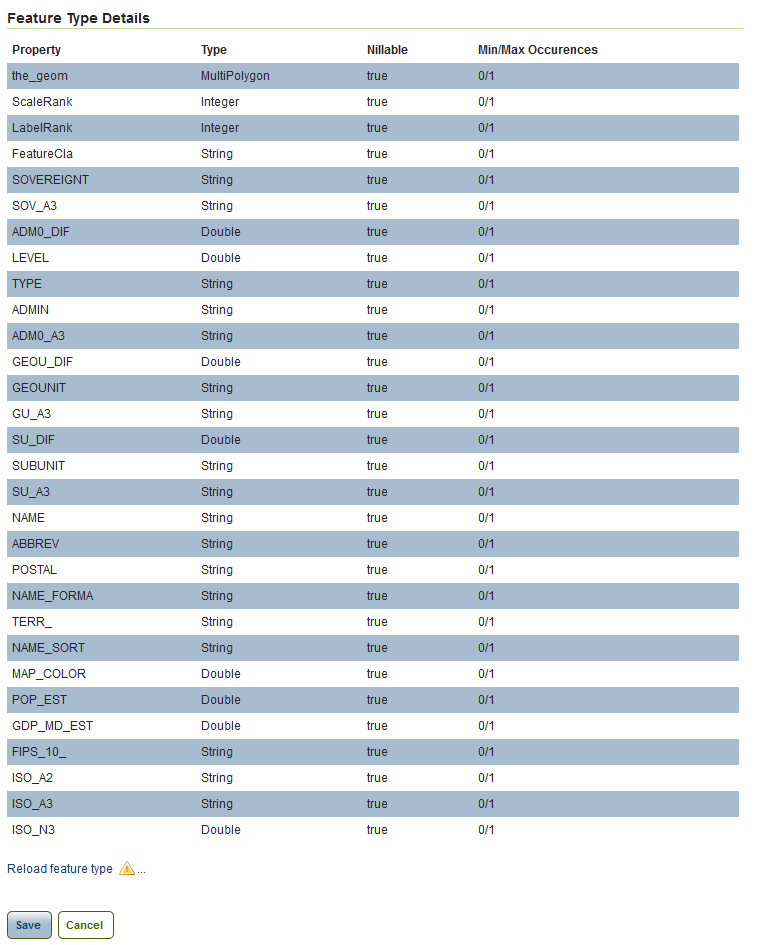 Feature Type Details
Property Type Nillable Min/Max Occurences
the_geom MultiPolygon true 0/1
ScaleRank Integer true 0/1
LabelRank Integer true 0/1
FeatureCla String true 0/1
SOVEREIGNT String true 0/1
SOV_A3 String true 0/1
ADM0_DIF Double true 0/1
LEVEL Double true 0/1
TYPE String true 0/1
ADMIN String true 0/1
ADM0_A3 String true 0/1
GEOU_DIF Double true 0/1
GEOUNIT String true 0/1
GU_A3 String true 0/1
SU_DIF Double true 0/1
SUBUNIT String true 0/1
SU_A3 String true 0/1
NAME String true 0/1
ABBREV String true 0/1
POSTAL String true 0/1
NAME_FORMA String true 0/1
TERR_ String true 0/1
NAME_SORT String true 0/1
MAP_COLOR Double true 0/1
POP_EST Double true 0/1
GDP_MD_EST Double true 0/1
FIPS_10_ String true 0/1
ISO_A2 String true 0/1
ISO_A3 String true 0/1
ISO_N3 Double true 0/1
Reload feature type ...
Save Cancel